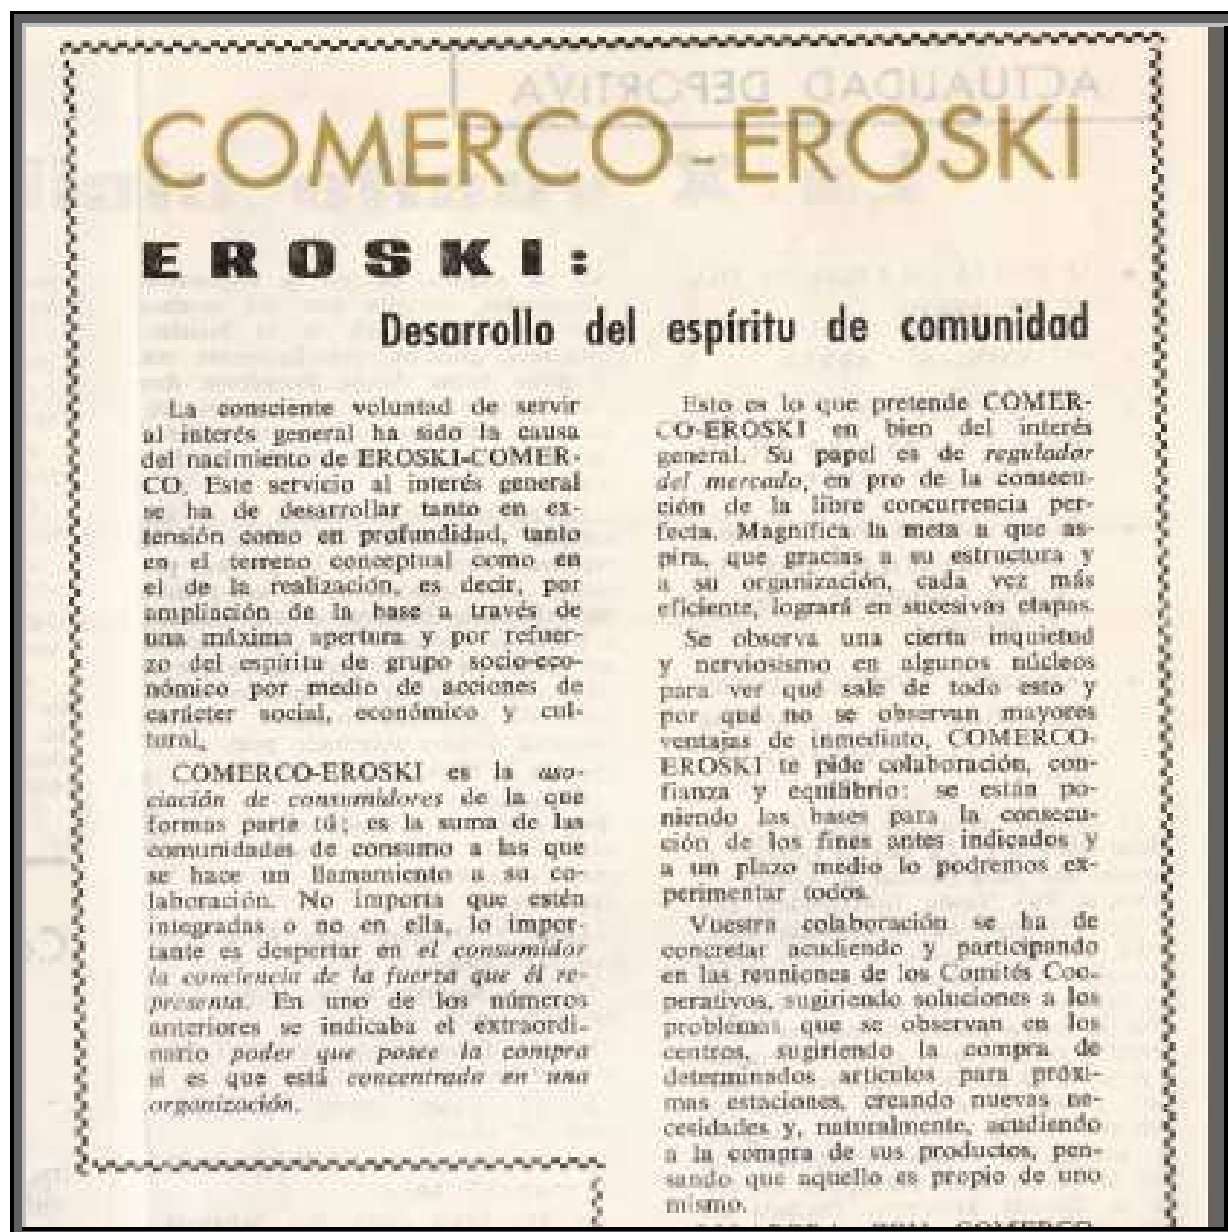 ACTUALIDAD DEPORTIVA
COMERCO-EROSKI
EROSKI:
Desarrollo del espíritu de comunidad
La consciente voluntad de servir
al interés general ha sido la causa
del nacimiento de EROSKI-COMER-
CO. Este servicio al interés general
se ha de desarrollar tanto en ex-
tensión como en profundidad, tanto
en el terreno conceptual como en
el de la realización, es decir, por
ampliación de la base a través de
una máxima apertura y por refuer-
zo del espíritu de grupo socio-eco-
nómico por medio de acciones de
carácter social, económico y cul-
tural.
COMERCO-EROSKI es la aso-
ciación de consumidores de la que
formas parte tú; es la suma de las
comunidades de consumo a las que
se hace un llamamiento a su co-
laboración. No importa que estén
integradas o no en ella, lo impor-
tante es despertar en el consumidor
la conciencia de la fuerza que él re-
presenta. En uno de los números
anteriores se indicaba el extraordi-
nario poder que posee la compra
si es que está concentrada en una
organización.
Esto es lo que pretende COMER-
CO-EROSKI en bien del interés
general. Su papel es de regulador
del mercado, en pro de la consecu-
ción de la libre concurrencia per-
fecta. Magnífica la meta a que as-
pira, que gracias a su estructura y
a su organización, cada vez más
eficiente, logrará en sucesivas etapas.
Se observa una cierta inquietud
y nerviosismo en algunos núcleos
para ver qué sale de todo esto y
por qué no se observan mayores
ventajas de inmediato, COMERCO-
EROSKI te pide colaboración, con-
fianza y equilibrio: se están po-
niendo las bases para la consecu-
ción de los fines antes indicados y
a un plazo medio lo podremos ex-
perimentar todos.
Vuestra colaboración se ha de
concretar acudiendo y participando
en las reuniones de los Comités Coo-
perativos, sugiriendo soluciones a los
problemas que se observan en los
centros, sugiriendo la compra de
determinados artículos para próxi-
mas estaciones, creando nuevas ne-
cesidades y, naturalmente, acudiendo
a la compra de sus productos, pen-
sando que aquello es propio de uno
mismo.